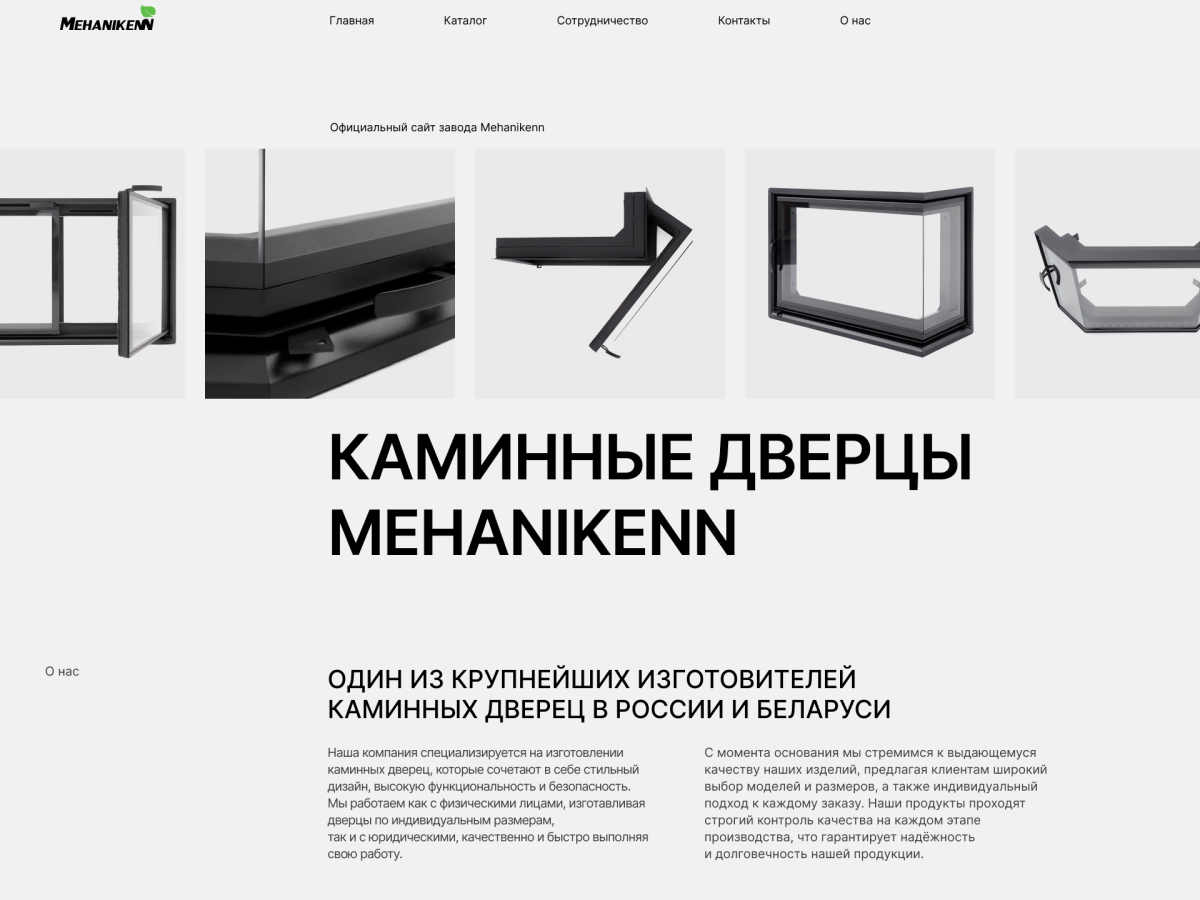 MEHANIKENN
Главная
Каталог
Сотрудничество
Контакты
О нас
Официальный сайт завода Mehanikenn
КАМИННЫЕ ДВЕРЦЫ
MEHANIKENN
О нас
ОДИН ИЗ КРУПНЕЙШИХ ИЗГОТОВИТЕЛЕЙ
КАМИННЫХ ДВЕРЕЦ В РОССИИ И БЕЛАРУСИ
Наша компания специализируется на изготовлении
каминных дверец, которые сочетают в себе стильный
дизайн, высокую функциональность и безопасность.
Мы работаем как с физическими лицами, изготавливая
дверцы по индивидуальным размерам,
так и с юридическими, качественно и быстро выполняя
свою работу.
С момента основания мы стремимся к выдающемуся
качеству наших изделий, предлагая клиентам широкий
выбор моделей и размеров, а также индивидуальный
подход к каждому заказу. Наши продукты проходят
строгий контроль качества на каждом этапе
производства, что гарантирует надёжность
и долговечность нашей продукции.